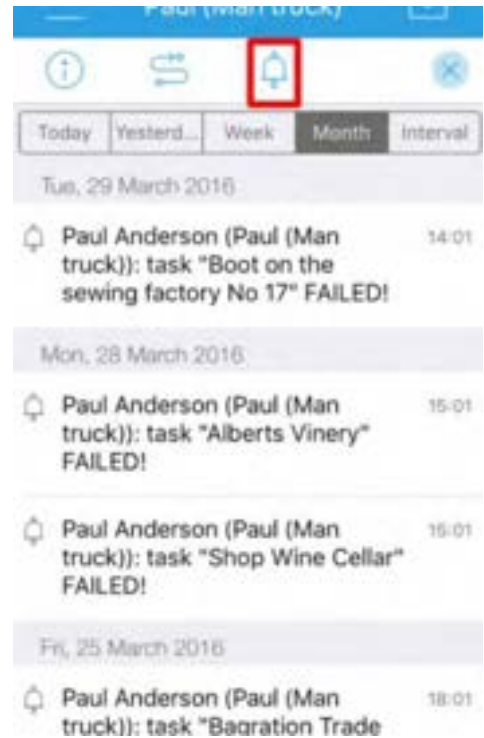 Paul (Man truck)
Today Yesterd... Week Month Interval
Tue, 29 March 2016
Paul Anderson (Paul (Man 14:01
truck)): task "Boot on the
sewing factory No 17" FAILED!
Mon, 28 March 2016
Paul Anderson (Paul (Man 15:01
truck)): task "Alberts Vinery"
FAILED!
Paul Anderson (Paul (Man 15:01
truck)): task "Shop Wine Cellar"
FAILED!
Fri, 25 March 2016
Paul Anderson (Paul (Man 18:01
truck)): task "Bagration Trade